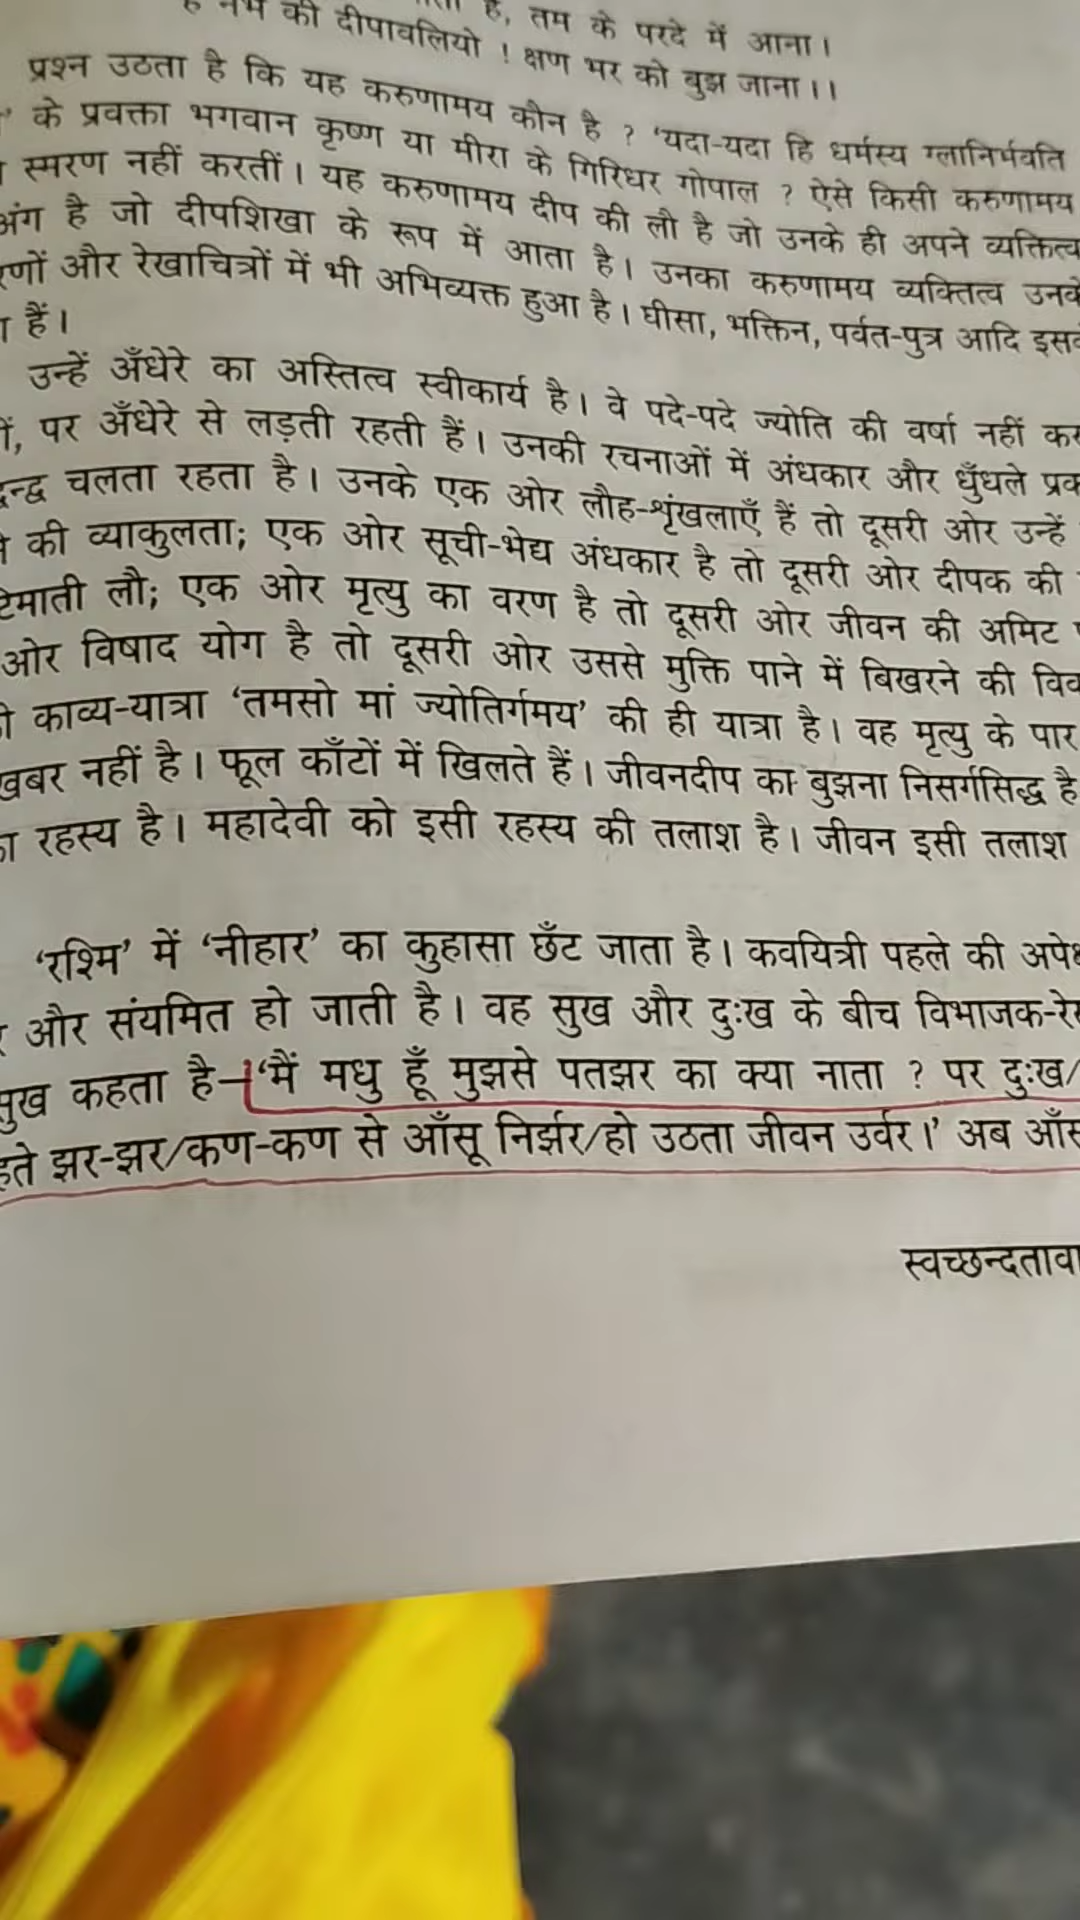 है, तम के परदे में आना।
नभ की दीपावलियो ! क्षण भर को बुझ जाना।।
प्रश्न उठता है कि यह करुणामय कौन है ? 'यदा-यदा हि धर्मस्य ग्लानिर्भवति
' के प्रवक्ता भगवान कृष्ण या मीरा के गिरिधर गोपाल ? ऐसे किसी करुणामय
स्मरण नहीं करतीं। यह करुणामय दीप की लौ है जो उनके ही अपने व्यक्तित्व
अंग है जो दीपशिखा के रूप में आता है। उनका करुणामय व्यक्तित्व उनके
रणों और रेखाचित्रों में भी अभिव्यक्त हुआ है। घीसा, भक्तिन, पर्वत-पुत्र आदि इसके
हैं।
उन्हें अँधेरे का अस्तित्व स्वीकार्य है। वे पदे-पदे ज्योति की वर्षा नहीं कर
, पर अँधेरे से लड़ती रहती हैं। उनकी रचनाओं में अंधकार और धुँधले प्रक
द्वन्द्व चलता रहता है। उनके एक ओर लौह-शृंखलाएँ हैं तो दूसरी ओर उन्हें
की व्याकुलता; एक ओर सूची-भेद्य अंधकार है तो दूसरी ओर दीपक की
टिमाती लौ; एक ओर मृत्यु का वरण है तो दूसरी ओर जीवन की अमिट
ओर विषाद योग है तो दूसरी ओर उससे मुक्ति पाने में बिखरने की विव
काव्य-यात्रा 'तमसो मां ज्योतिर्गमय' की ही यात्रा है। वह मृत्यु के पार
खबर नहीं है। फूल काँटों में खिलते हैं। जीवनदीप का बुझना निसर्गसिद्ध है
का रहस्य है। महादेवी को इसी रहस्य की तलाश है। जीवन इसी तलाश
'रश्मि' में 'नीहार' का कुहासा छँट जाता है। कवयित्री पहले की अपेक्ष
और संयमित हो जाती है। वह सुख और दुःख के बीच विभाजक-रे
सुख कहता है—'मैं मधु हूँ मुझसे पतझर का क्या नाता ? पर दुःख/
हते झर-झर/कण-कण से आँसू निर्झर/हो उठता जीवन उर्वर।' अब आँस
स्वच्छन्दतावा